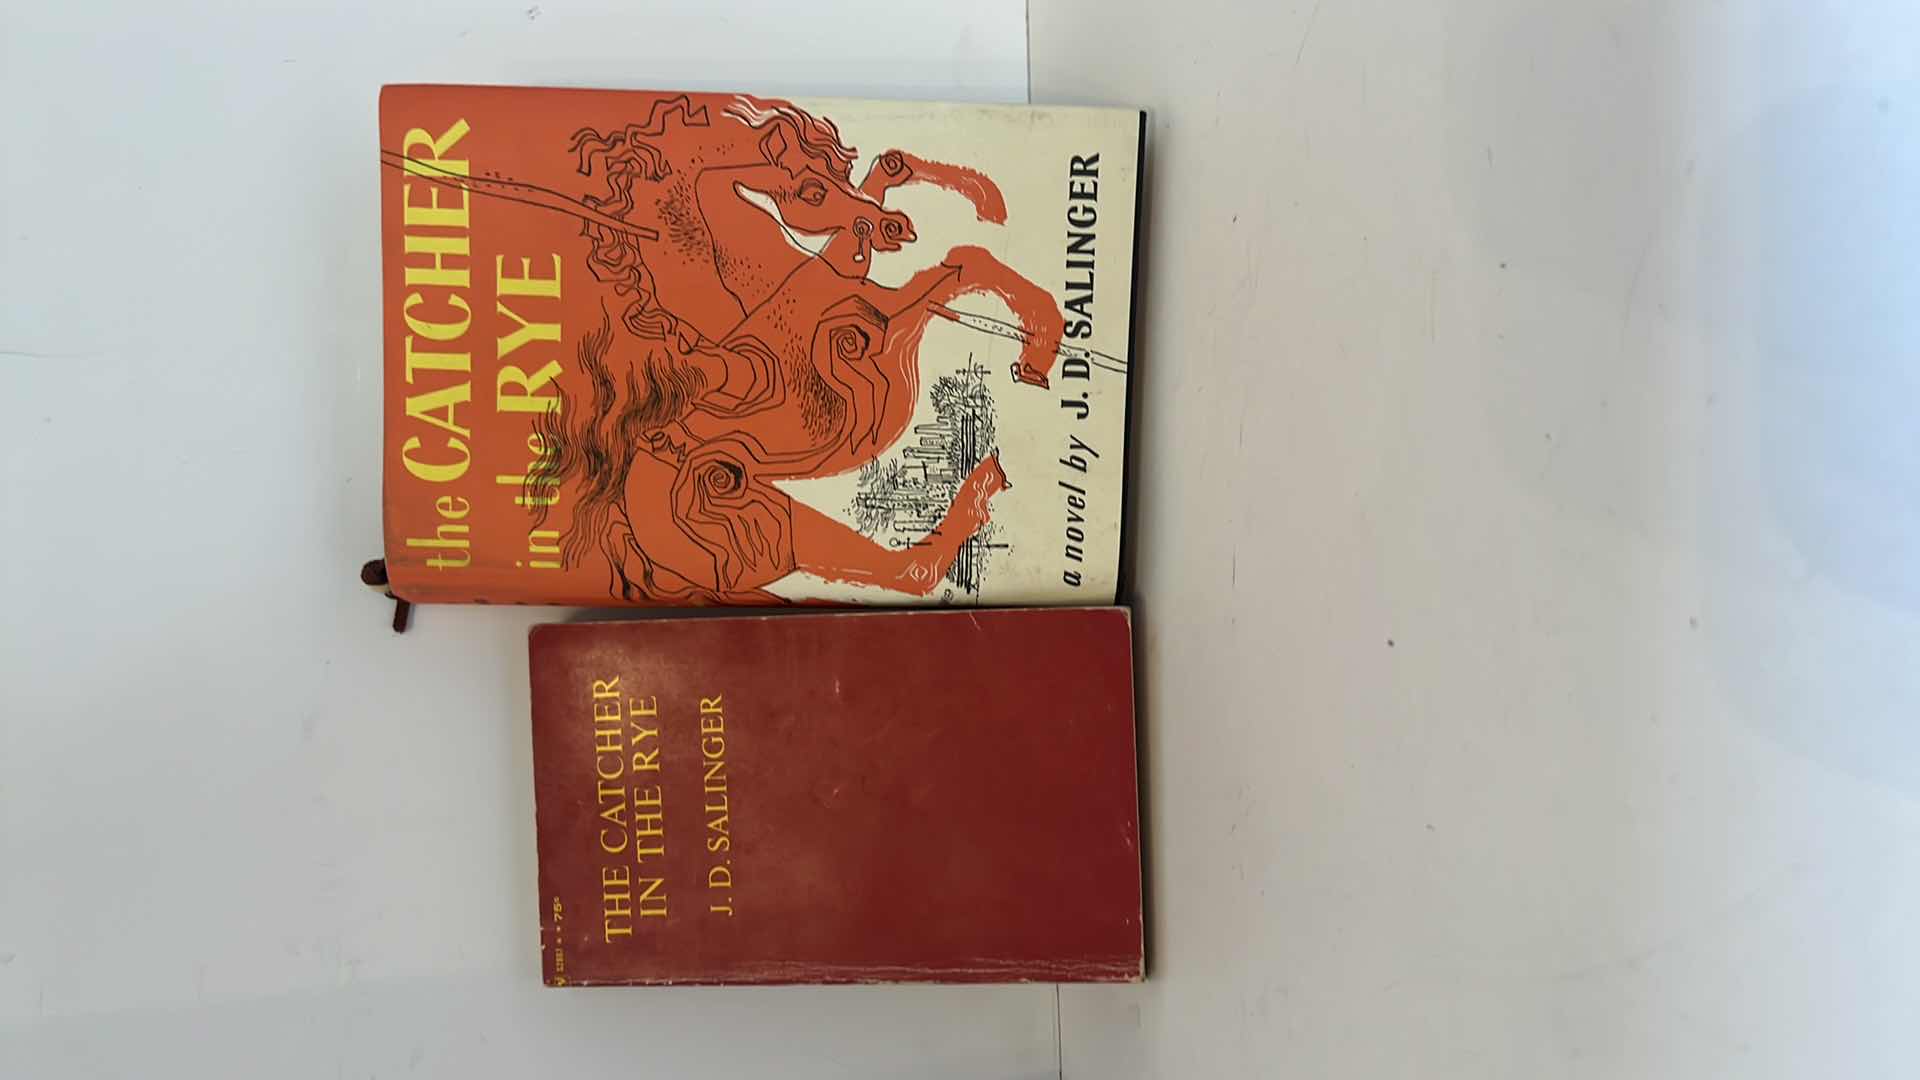 the CATCHER
in the RYE
a novel by J. D. SALINGER
75¢
THE CATCHER
IN THE RYE
J. D. SALINGER